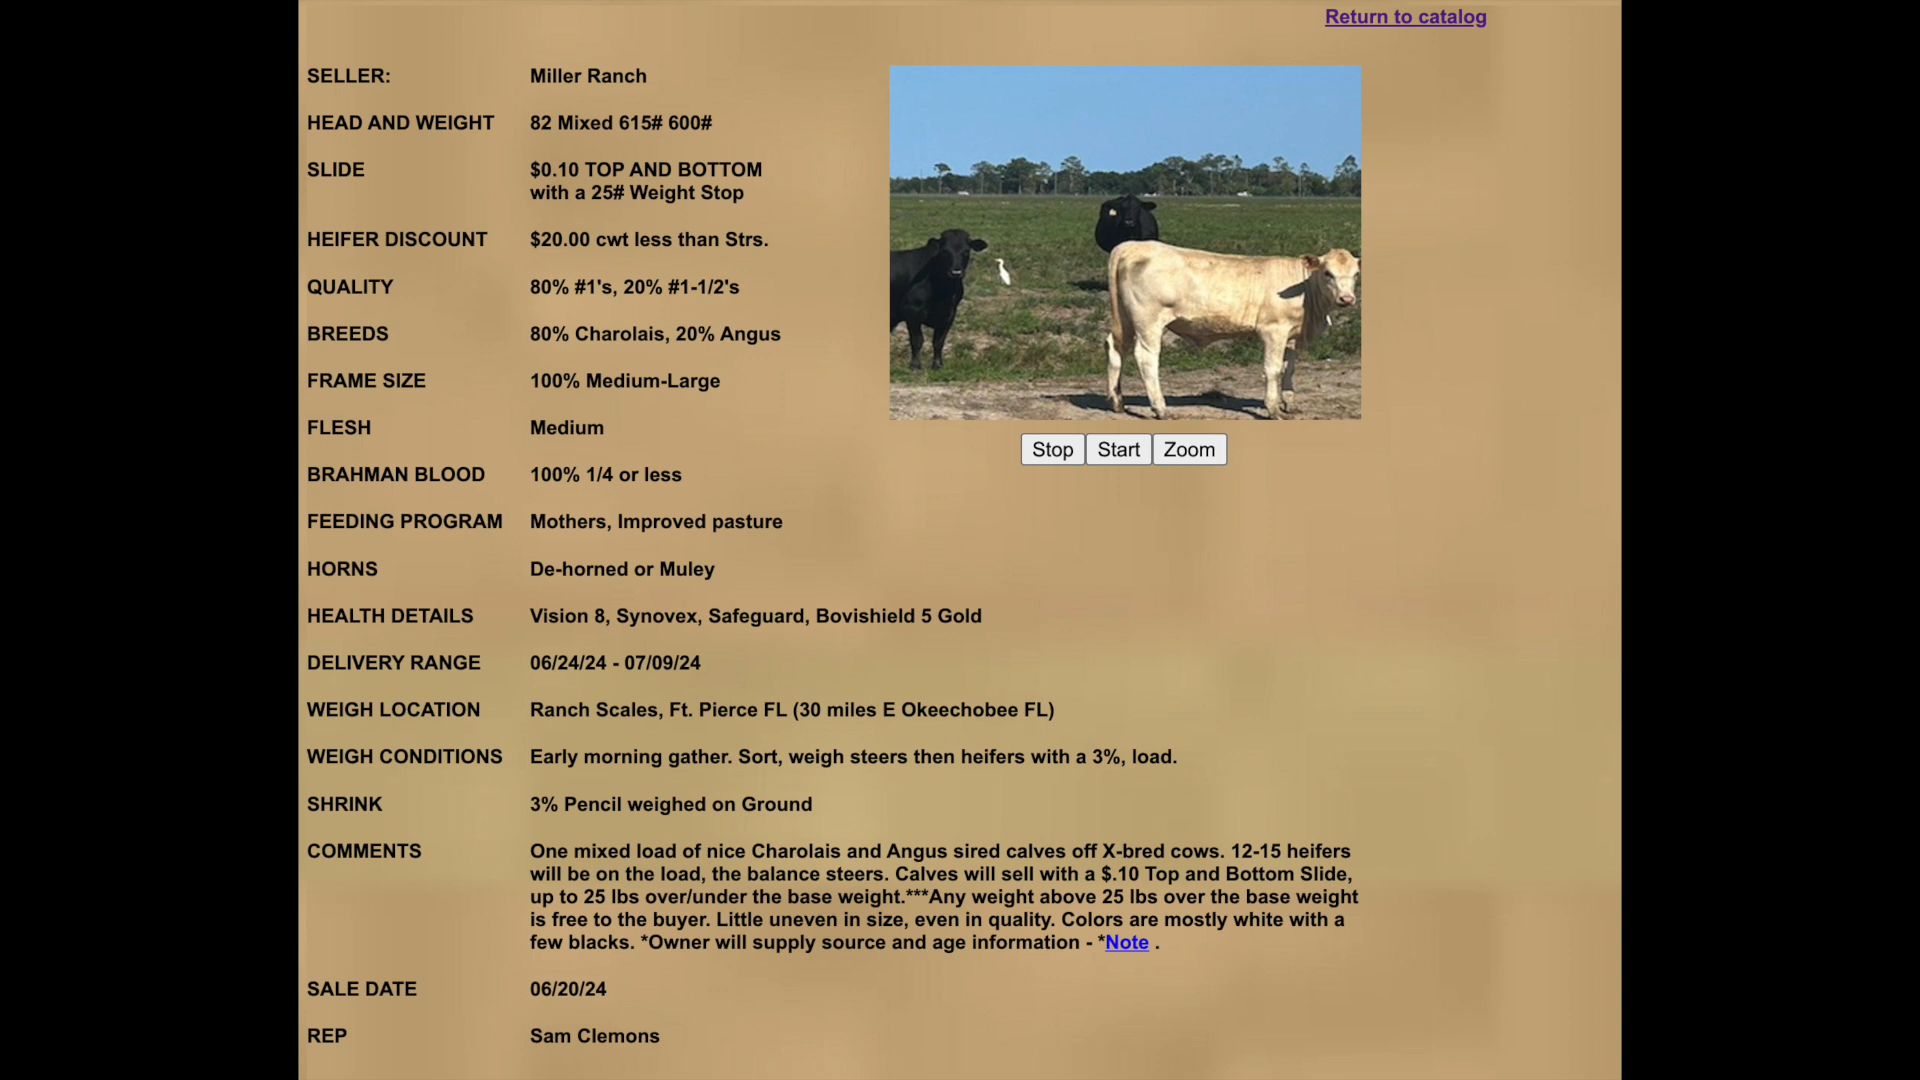 Return to catalog
SELLER: Miller Ranch
HEAD AND WEIGHT 82 Mixed 615# 600#
SLIDE $0.10 TOP AND BOTTOM
with a 25# Weight Stop
HEIFER DISCOUNT $20.00 cwt less than Strs.
QUALITY 80% #1's, 20% #1-1/2's
BREEDS 80% Charolais, 20% Angus
FRAME SIZE 100% Medium-Large
FLESH Medium
Stop Start Zoom
BRAHMAN BLOOD 100% 1/4 or less
FEEDING PROGRAM Mothers, Improved pasture
HORNS De-horned or Muley
HEALTH DETAILS Vision 8, Synovex, Safeguard, Bovishield 5 Gold
DELIVERY RANGE 06/24/24 - 07/09/24
WEIGH LOCATION Ranch Scales, Ft. Pierce FL (30 miles E Okeechobee FL)
WEIGH CONDITIONS Early morning gather. Sort, weigh steers then heifers with a 3%, load.
SHRINK 3% Pencil weighed on Ground
COMMENTS One mixed load of nice Charolais and Angus sired calves off X-bred cows. 12-15 heifers
will be on the load, the balance steers. Calves will sell with a $.10 Top and Bottom Slide,
up to 25 lbs over/under the base weight.***Any weight above 25 lbs over the base weight
is free to the buyer. Little uneven in size, even in quality. Colors are mostly white with a
few blacks. *Owner will supply source and age information - *Note .
SALE DATE 06/20/24
REP Sam Clemons